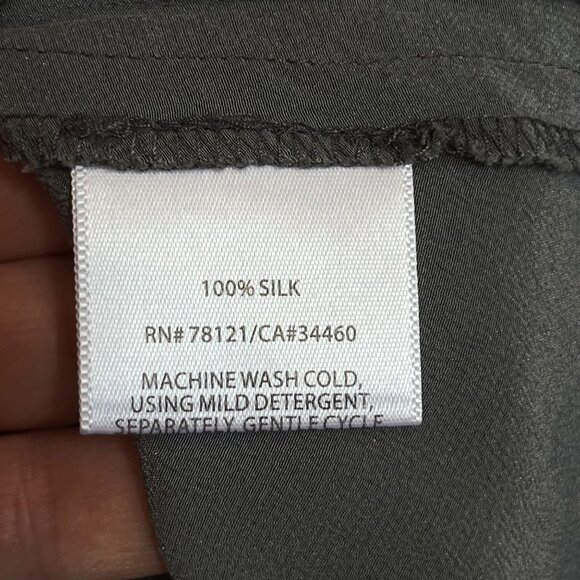 100% SILK
RN# 78121/CA#34460
MACHINE WASH COLD,
USING MILD DETERGENT,
SEPARATELY, GENTLE CYCLE